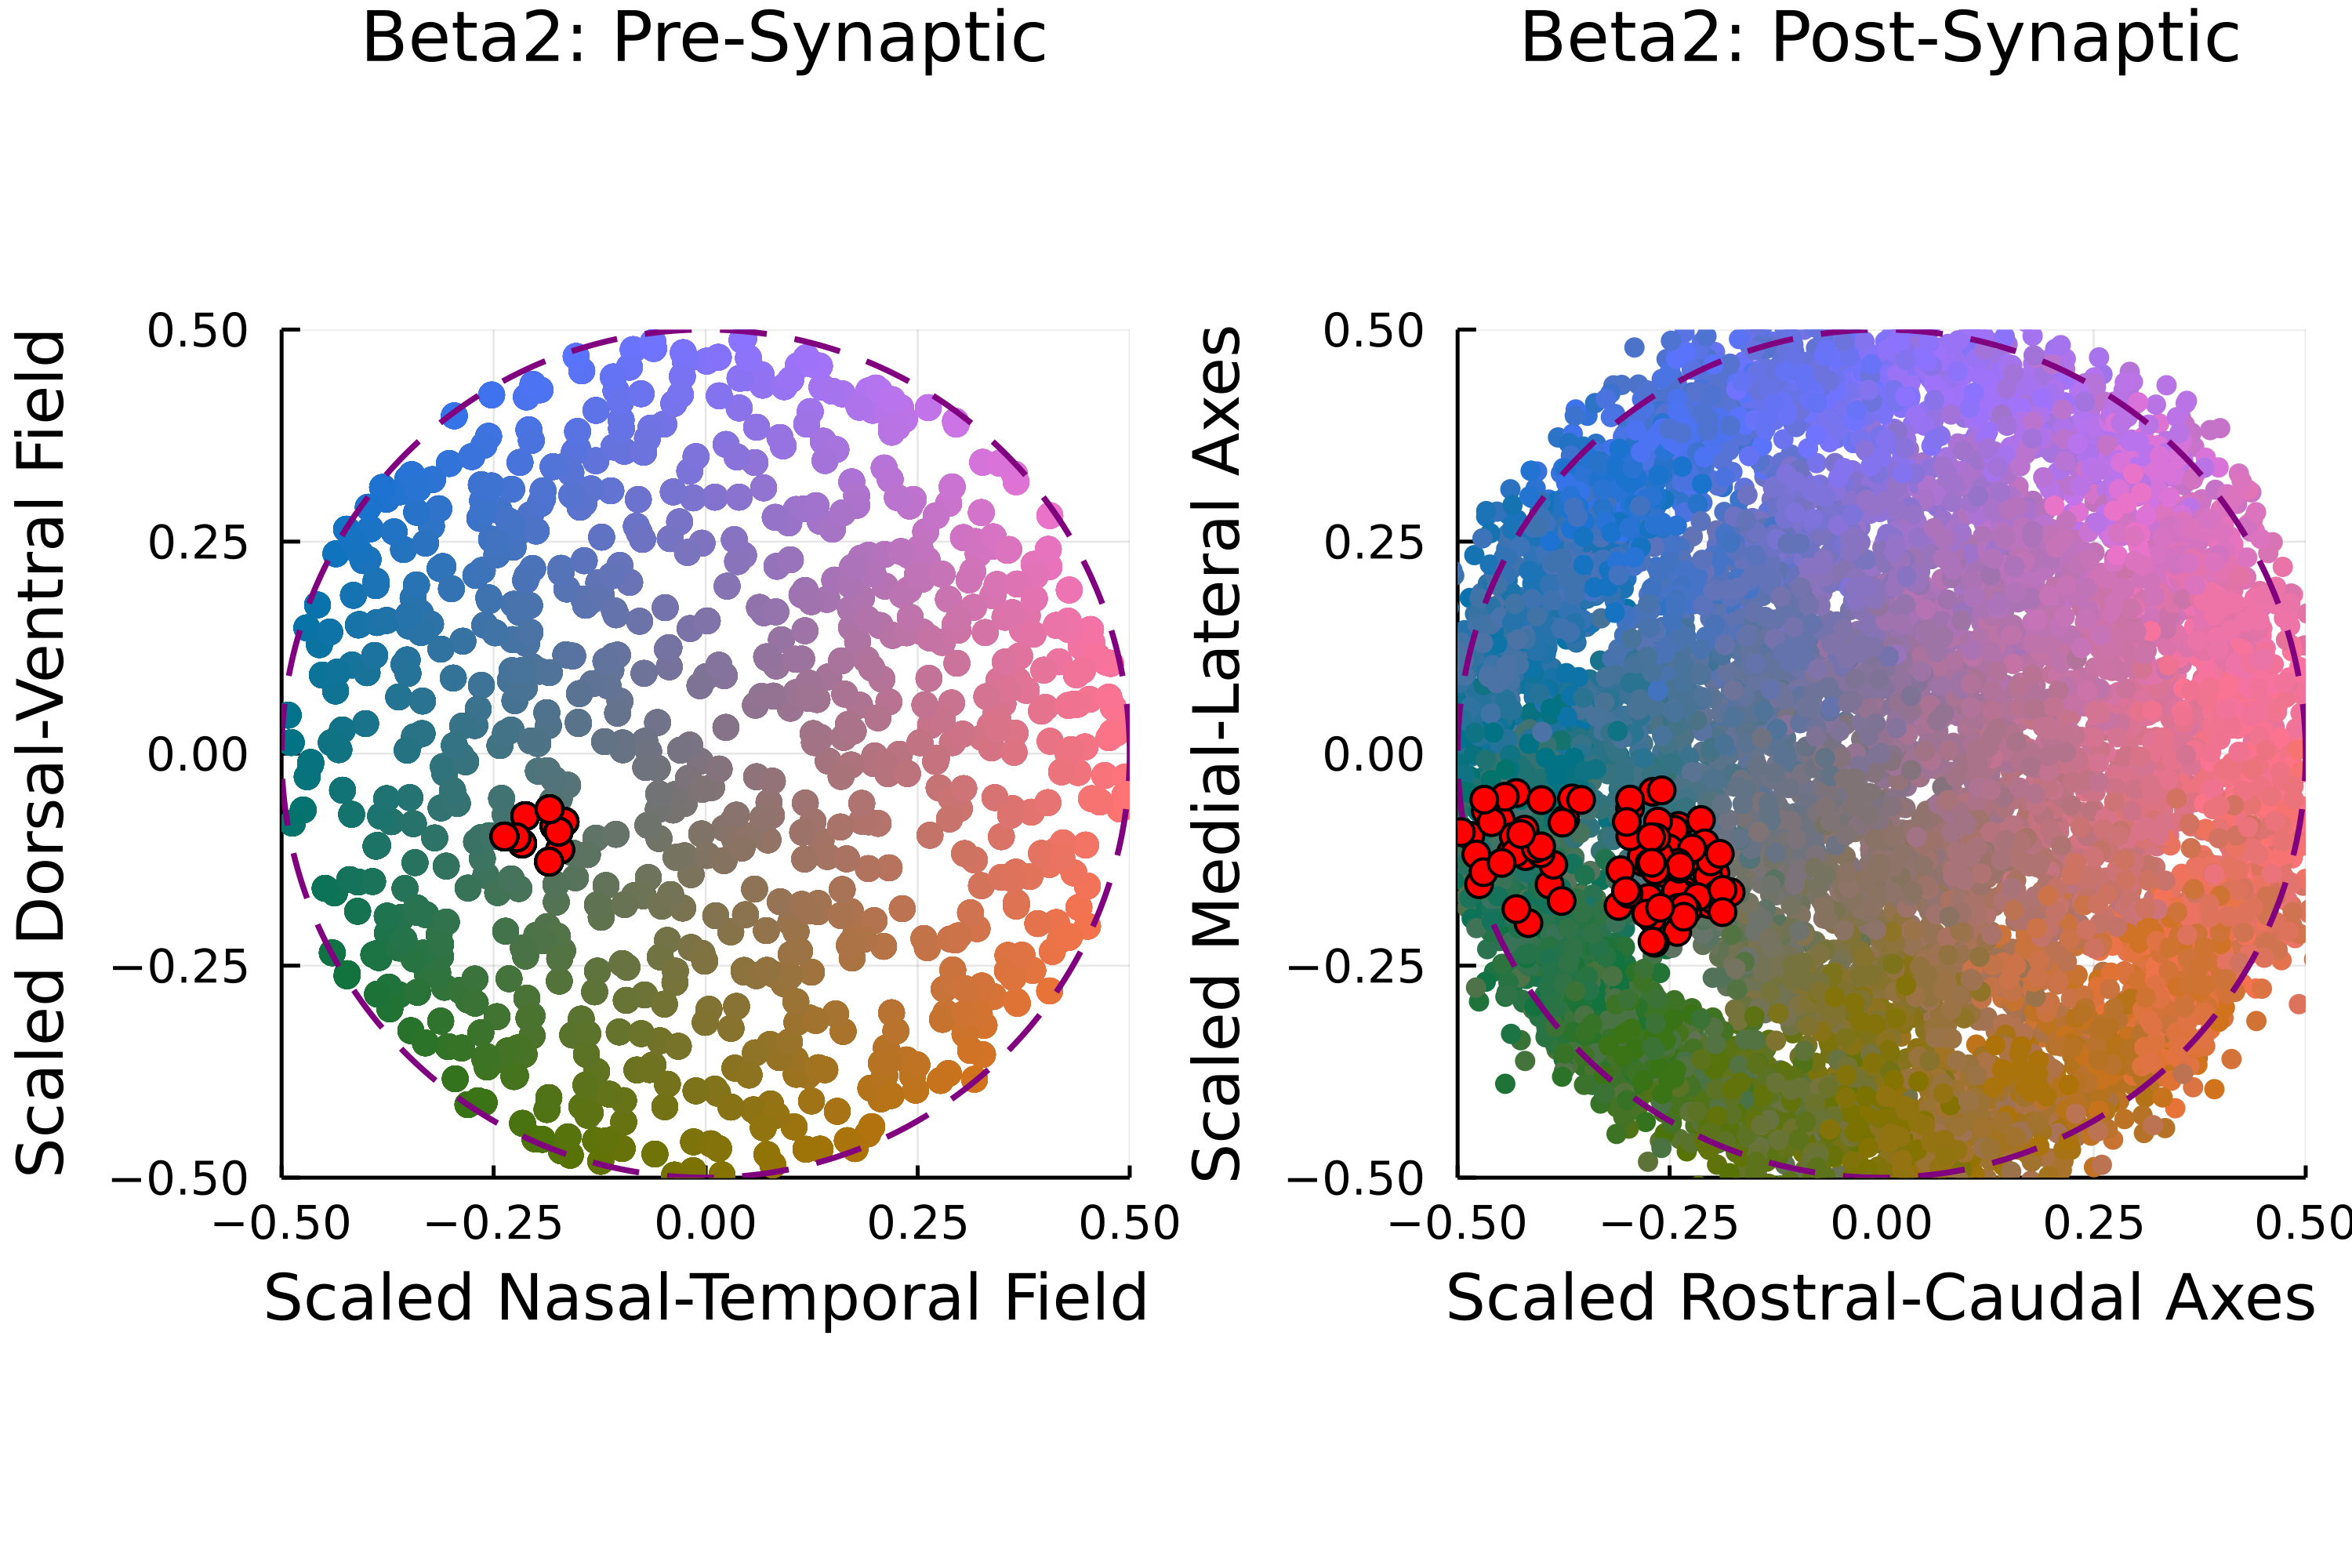 Beta2: Pre-Synaptic
Scaled Dorsal-Ventral Field
0.50
0.25
0.00
−0.25
−0.50
−0.50 −0.25 0.00 0.25 0.50
Scaled Nasal-Temporal Field
Beta2: Post-Synaptic
Scaled Medial-Lateral Axes
0.50
0.25
0.00
−0.25
−0.50
−0.50 −0.25 0.00 0.25 0.50
Scaled Rostral-Caudal Axes